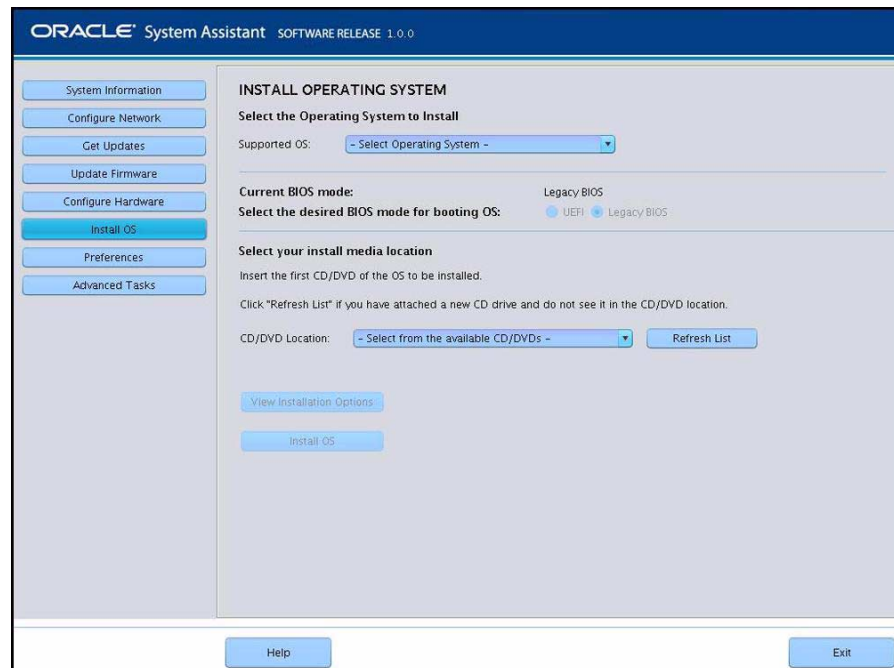 ORACLE System Assistant SOFTWARE RELEASE 1.0.0
System Information
Configure Network
Get Updates
Update Firmware
Configure Hardware
Install OS
Preferences
Advanced Tasks
INSTALL OPERATING SYSTEM
Select the Operating System to Install
Supported OS: - Select Operating System -
Current BIOS mode: Legacy BIOS
Select the desired BIOS mode for booting OS: UEFI Legacy BIOS
Select your install media location
Insert the first CD/DVD of the OS to be installed.
Click "Refresh List" if you have attached a new CD drive and do not see it in the CD/DVD location.
CD/DVD Location: - Select from the available CD/DVDs - Refresh List
View Installation Options
Install OS
Help Exit